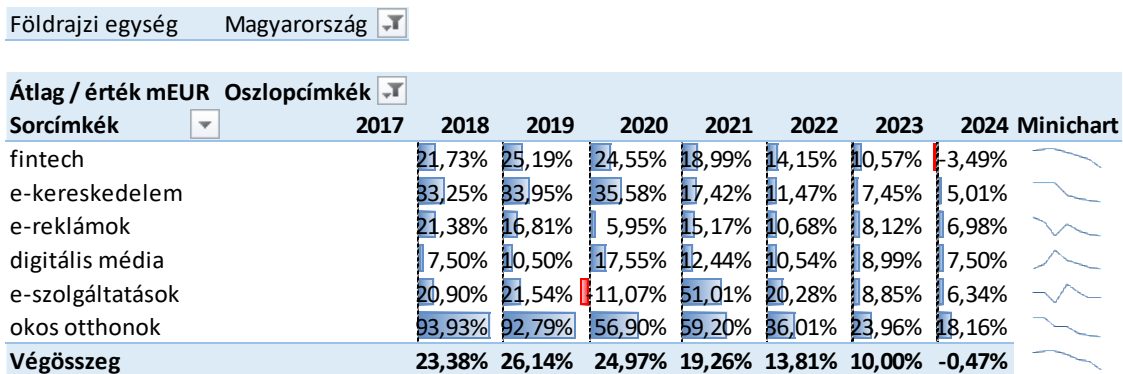 Földrajzi egység Magyarország
Átlag / érték mEUR Oszlopcímkék
Sorcímkék 2017 2018 2019 2020 2021 2022 2023 2024 Minichart
fintech 21,73% 25,19% 24,55% 18,99% 14,15% 10,57% -3,49%
e-kereskedelem 33,25% 33,95% 35,58% 17,42% 11,47% 7,45% 5,01%
e-reklámok 21,38% 16,81% 5,95% 15,17% 10,68% 8,12% 6,98%
digitális média 7,50% 10,50% 17,55% 12,44% 10,54% 8,99% 7,50%
e-szolgáltatások 20,90% 21,54% -11,07% 51,01% 20,28% 8,85% 6,34%
okos otthonok 93,93% 92,79% 56,90% 59,20% 36,01% 23,96% 18,16%
Végösszeg 23,38% 26,14% 24,97% 19,26% 13,81% 10,00% -0,47%